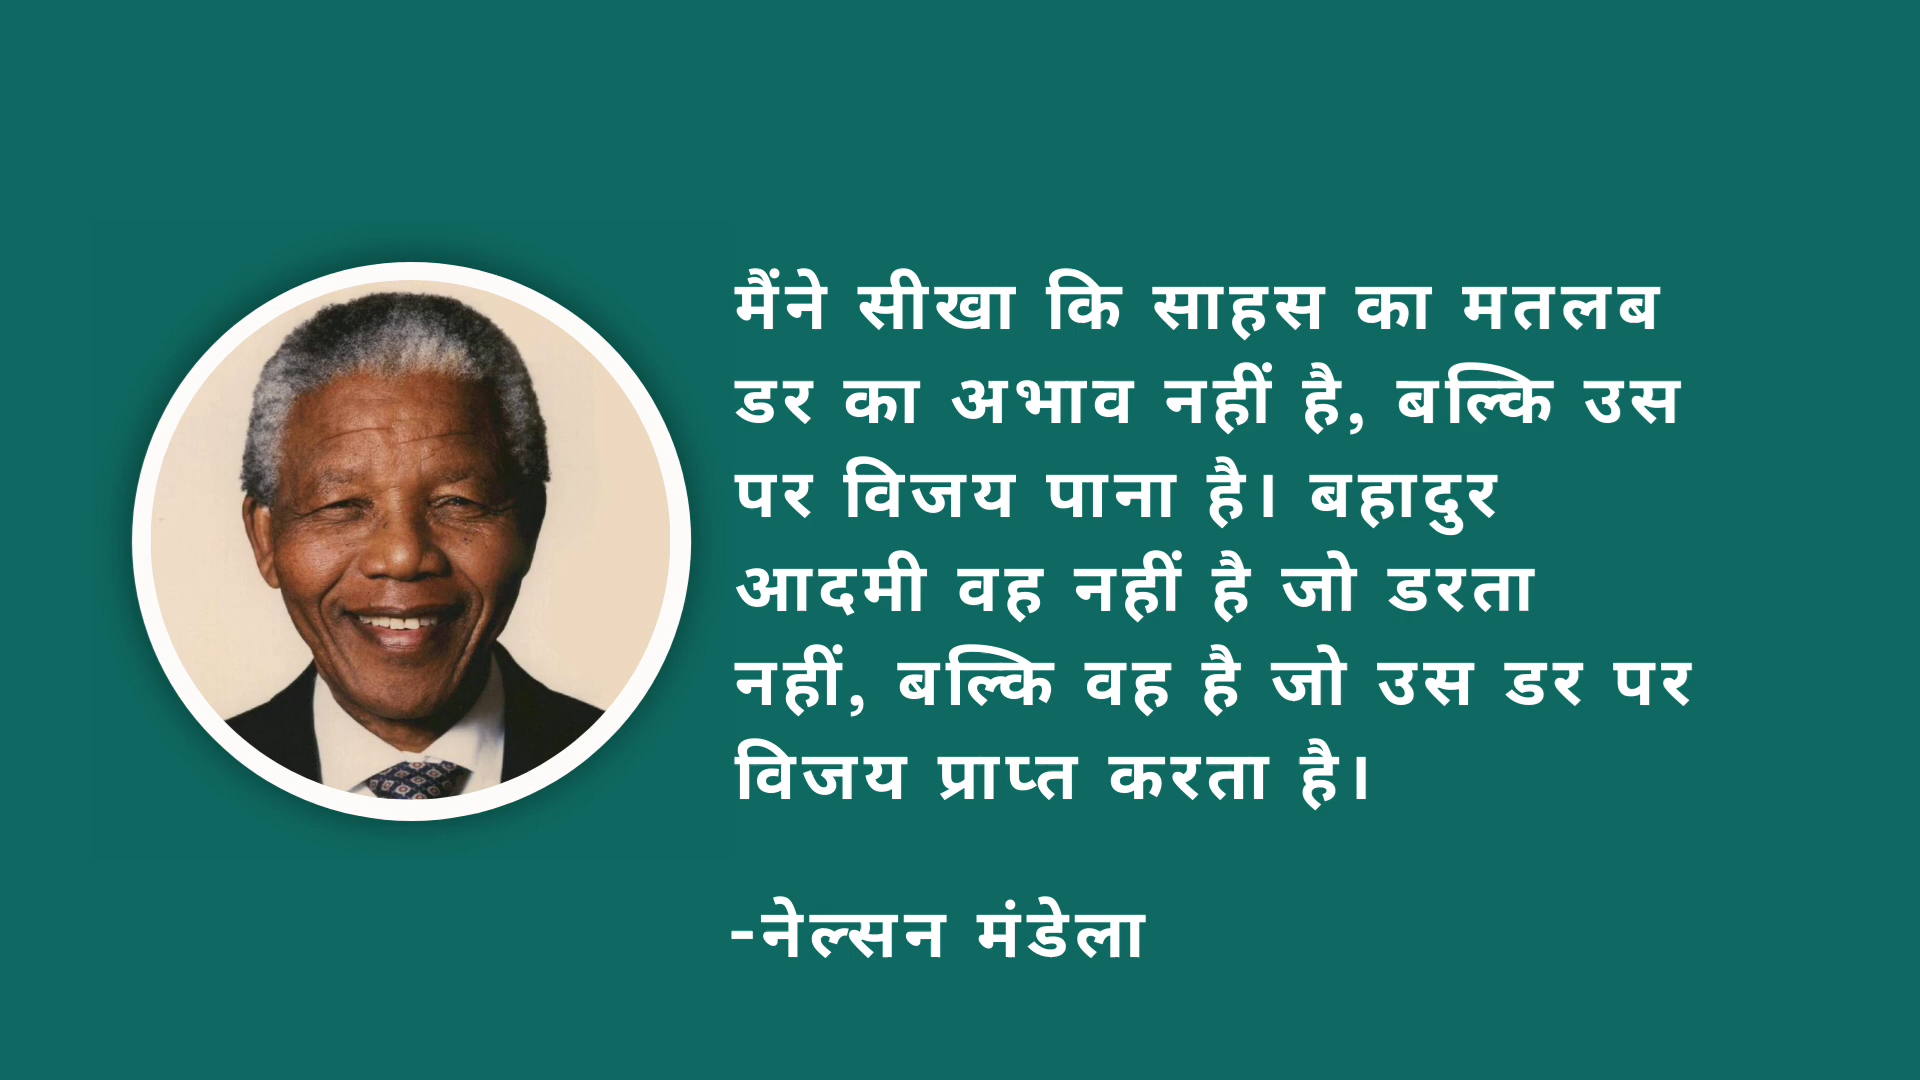 मैंने सीखा कि साहस का मतलब
डर का अभाव नहीं है, बल्कि उस
पर विजय पाना है। बहादुर
आदमी वह नहीं है जो डरता
नहीं, बल्कि वह है जो उस डर पर
विजय प्राप्त करता है।
-नेल्सन मंडेला